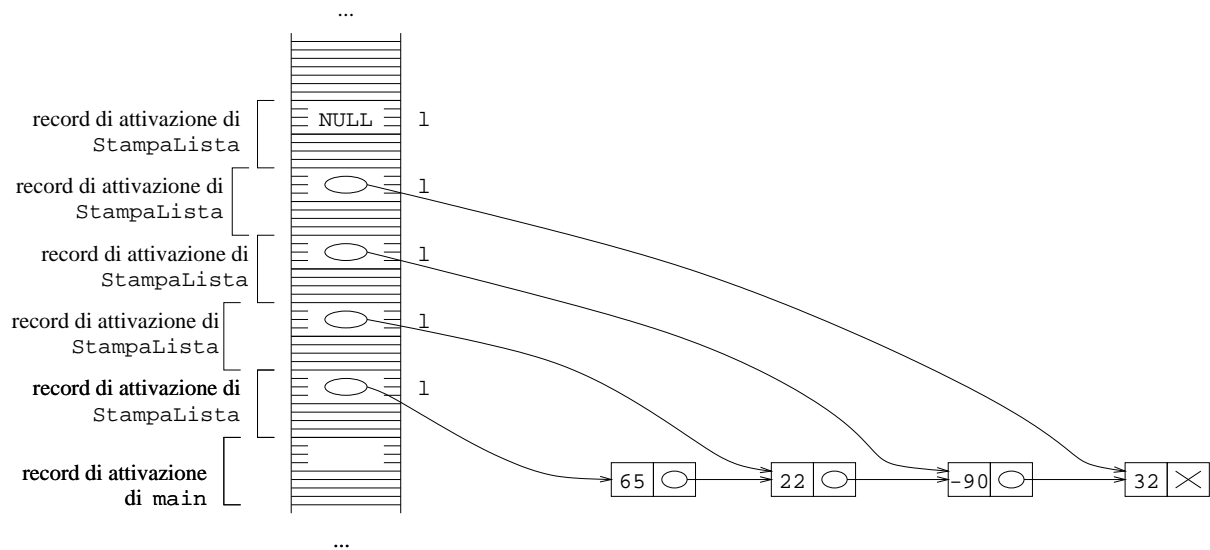 ...
record di attivazione di
StampaLista
NULL
l
record di attivazione di
StampaLista
l
record di attivazione di
StampaLista
l
record di attivazione di
StampaLista
l
record di attivazione di
StampaLista
l
record di attivazione
di main
65
22
-90
32
...